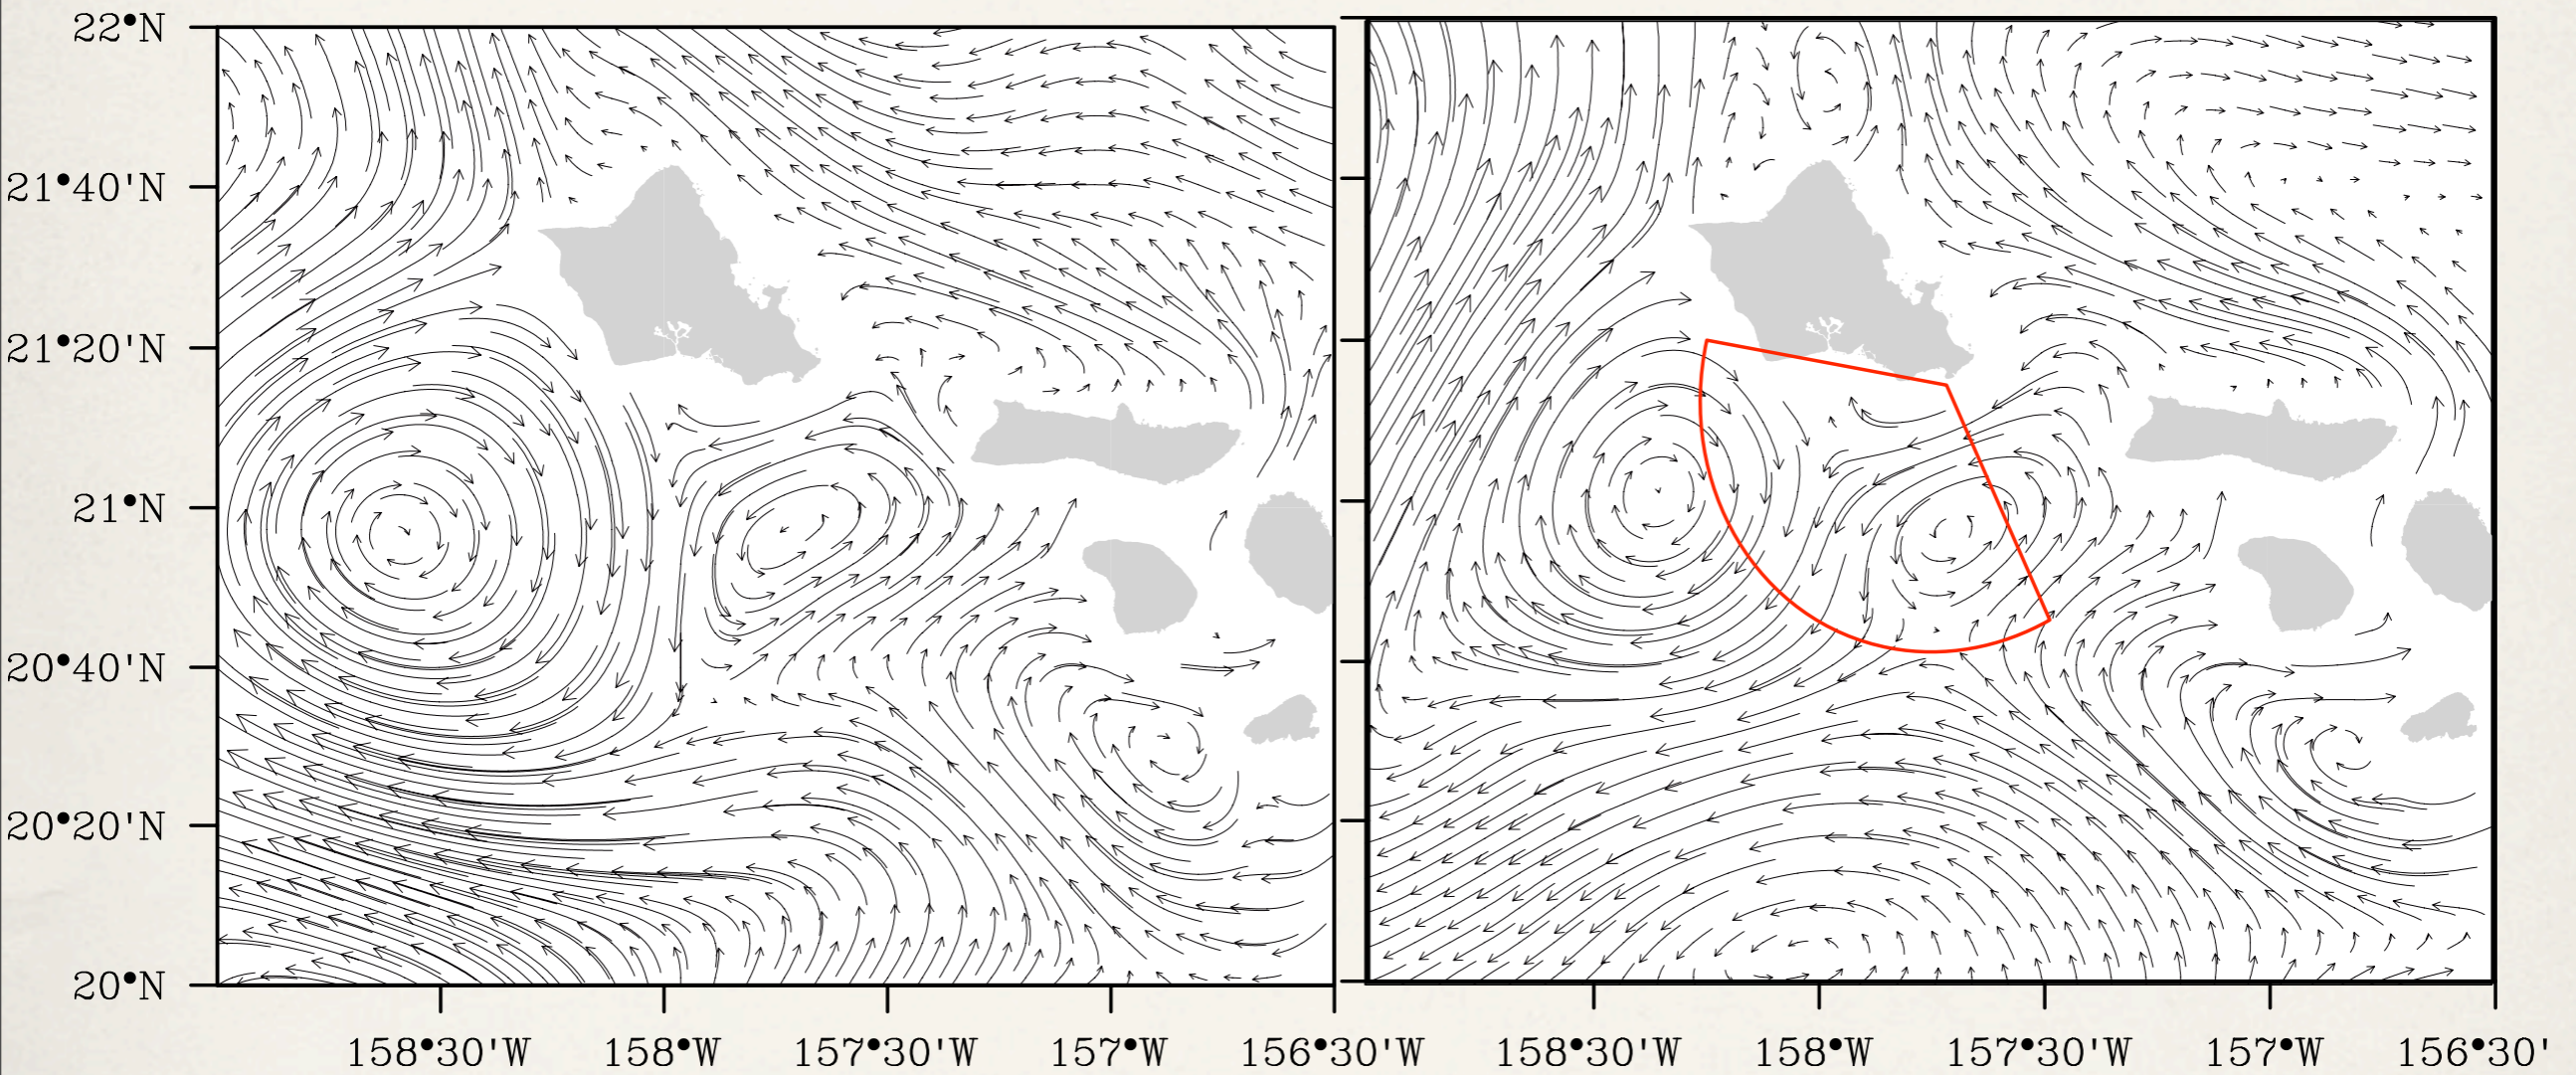 22•N
21•40'N
21•20'N
21•N
20•40'N
20•20'N
20•N
158•30'W 158•W 157•30'W 157•W 156•30'W
158•30'W 158•W 157•30'W 157•W 156•30'